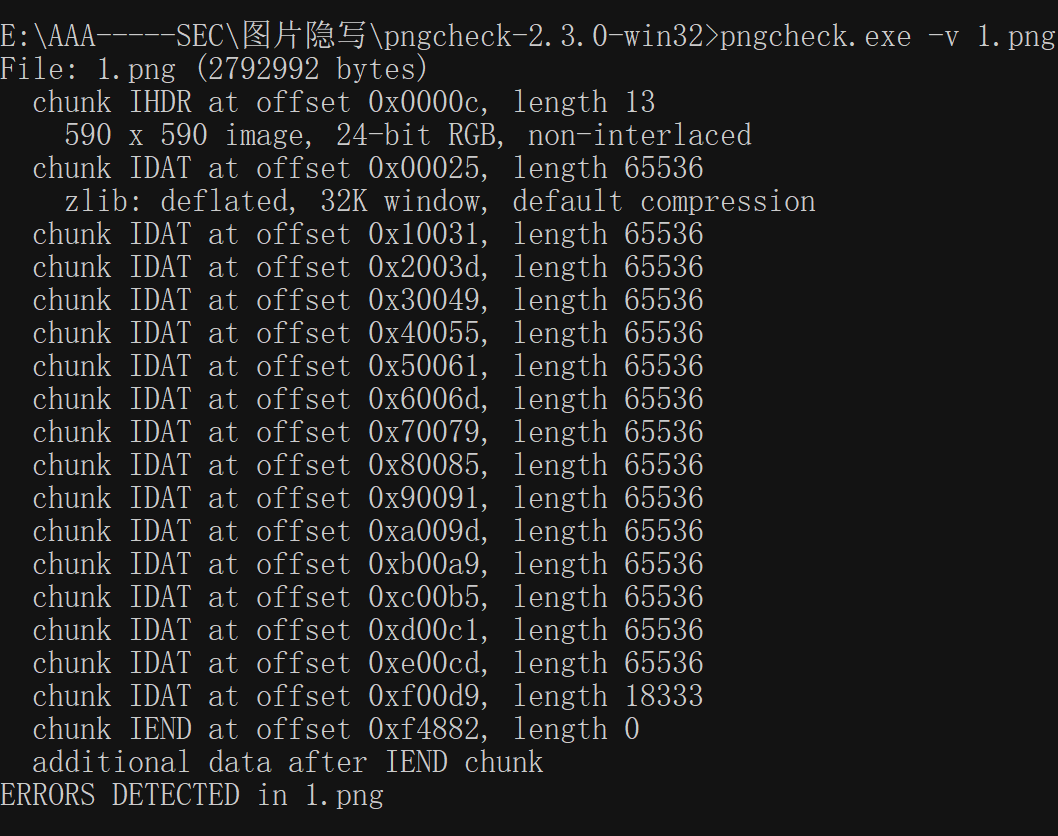 E:\AAA-----SEC\图片隐写\pngcheck-2.3.0-win32>pngcheck.exe -v 1.png
File: 1.png (2792992 bytes)
  chunk IHDR at offset 0x0000c, length 13
    590 x 590 image, 24-bit RGB, non-interlaced
  chunk IDAT at offset 0x00025, length 65536
    zlib: deflated, 32K window, default compression
  chunk IDAT at offset 0x10031, length 65536
  chunk IDAT at offset 0x2003d, length 65536
  chunk IDAT at offset 0x30049, length 65536
  chunk IDAT at offset 0x40055, length 65536
  chunk IDAT at offset 0x50061, length 65536
  chunk IDAT at offset 0x6006d, length 65536
  chunk IDAT at offset 0x70079, length 65536
  chunk IDAT at offset 0x80085, length 65536
  chunk IDAT at offset 0x90091, length 65536
  chunk IDAT at offset 0xa009d, length 65536
  chunk IDAT at offset 0xb00a9, length 65536
  chunk IDAT at offset 0xc00b5, length 65536
  chunk IDAT at offset 0xd00c1, length 65536
  chunk IDAT at offset 0xe00cd, length 65536
  chunk IDAT at offset 0xf00d9, length 18333
  chunk IEND at offset 0xf4882, length 0
  additional data after IEND chunk
ERRORS DETECTED in 1.png